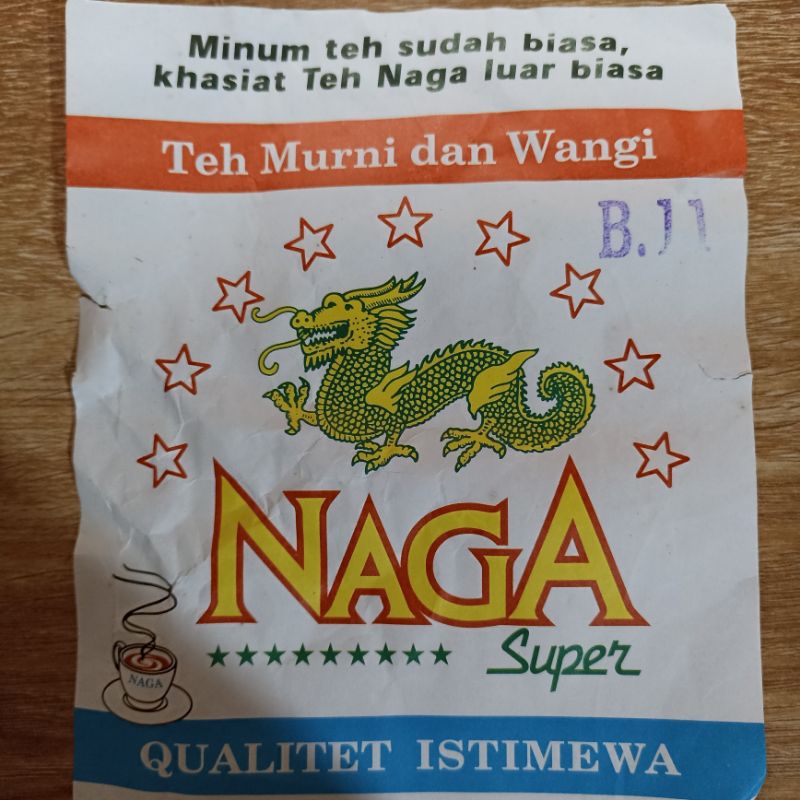 Minum teh sudah biasa,
khasiat Teh Naga luar biasa
Teh Murni dan Wangi
B.11
NAGA
Super
NAGA
QUALITET ISTIMEWA